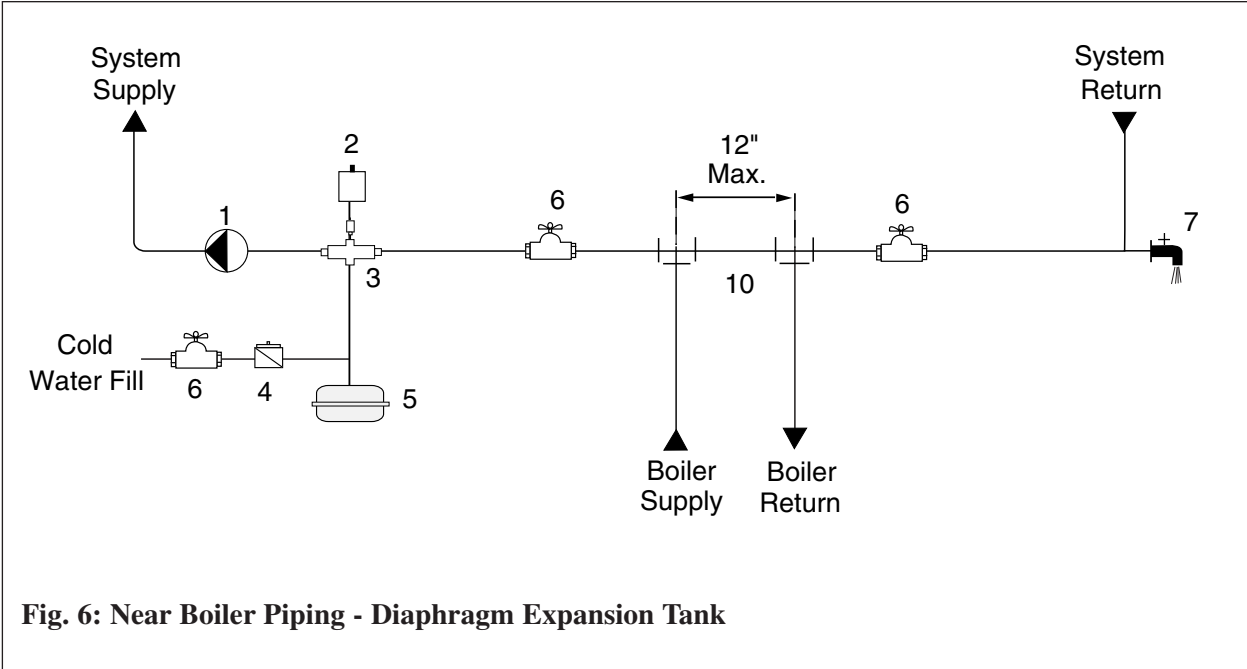 System
Supply
System
Return
2
12"
Max.
1
6
6
7
3
10
Cold
Water Fill
6
4
5
Boiler
Supply
Boiler
Return
Fig. 6: Near Boiler Piping - Diaphragm Expansion Tank